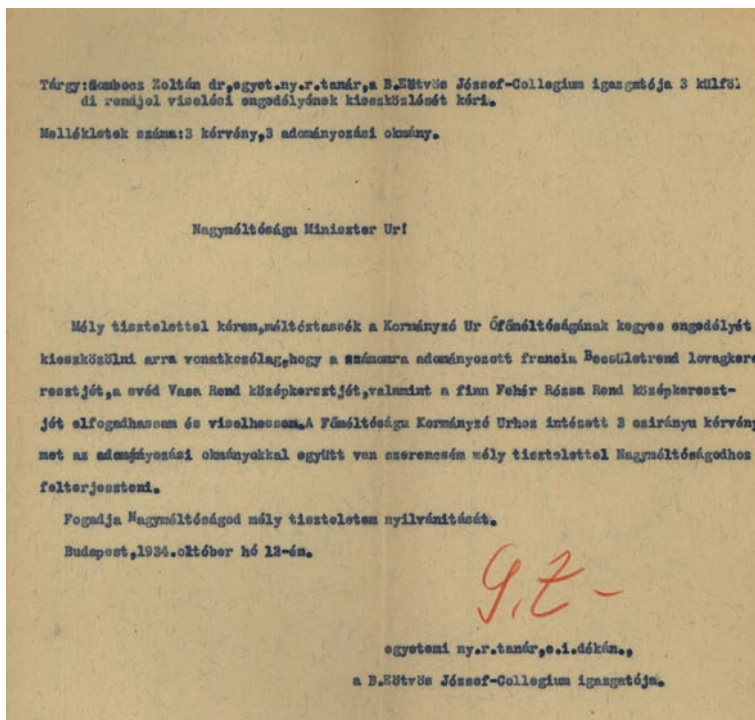 Tárgy:Gombocz Zoltán dr,egyet.ny.r.tanár,a B.Eötvös József-Collegium igazgatója 3 külföl
di rendjel viselési engedélyének kieszközlését kéri.
Mellékletek száma:3 kérvény,3 adományozási okmány.
Nagyméltóságu Miniszter Ur!
Mély tisztelettel kérem,méltóztassék a Kormányzó Ur Őfőméltóságának kegyes engedélyét
kieszközölni arra vonatkozólag,hogy a számomra adományozott francia Becsületrend lovagkere
resztjét,a svéd Vasa Rend középkersztjét,valamint a finn Fehér Rózsa Rend középkereszt-
jét elfogadhassam és viselhessem.A Főméltóságu Kormányzó Urhoz intézett 3 ezirányu kérvény
met az adományozási okmányokkal együtt van szerencsém mély tisztelettel Nagyméltóságodhoz
felterjeszteni.
Fogadja Nagyméltóságod mély tiszteletem nyilvánitását.
Budapest,1934.október hó 12-én.
G.Z-
egyetemi ny.r.tanár,e.i.dékán.,
a B.Eötvös József-Collegium igazgatója.